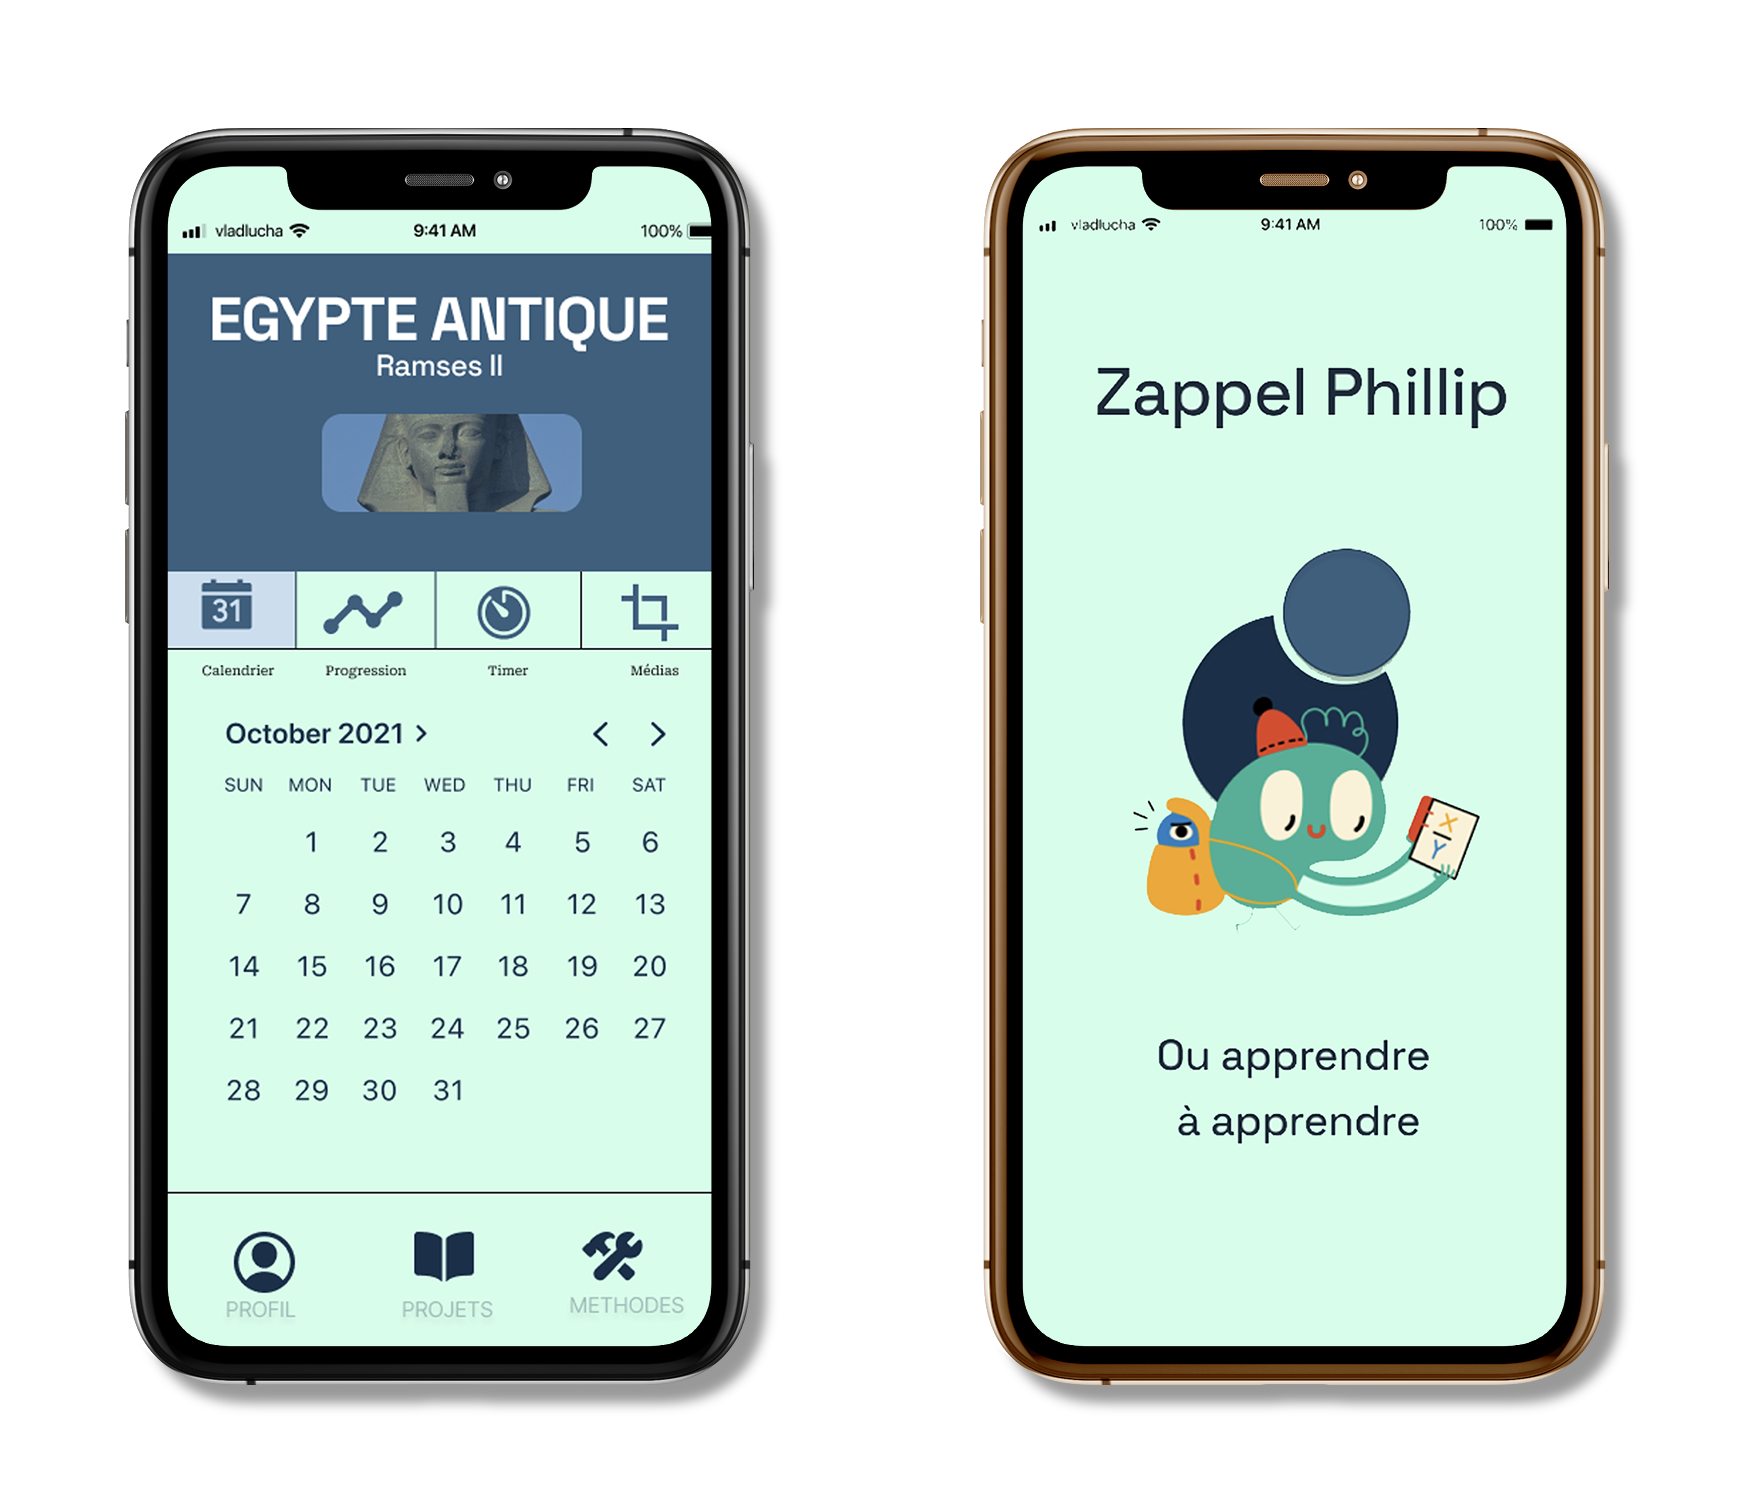 vladlucha 9:41 AM 100%
EGYPTE ANTIQUE
Ramses II
31
Calendrier Progression Timer Médias
October 2021
SUN MON TUE WED THU FRI SAT
1 2 3 4 5 6
7 8 9 10 11 12 13
14 15 16 17 18 19 20
21 22 23 24 25 26 27
28 29 30 31
PROFIL PROJETS METHODES
vladlucha 9:41 AM 100%
Zappel Phillip
X
Y
Ou apprendre
à apprendre